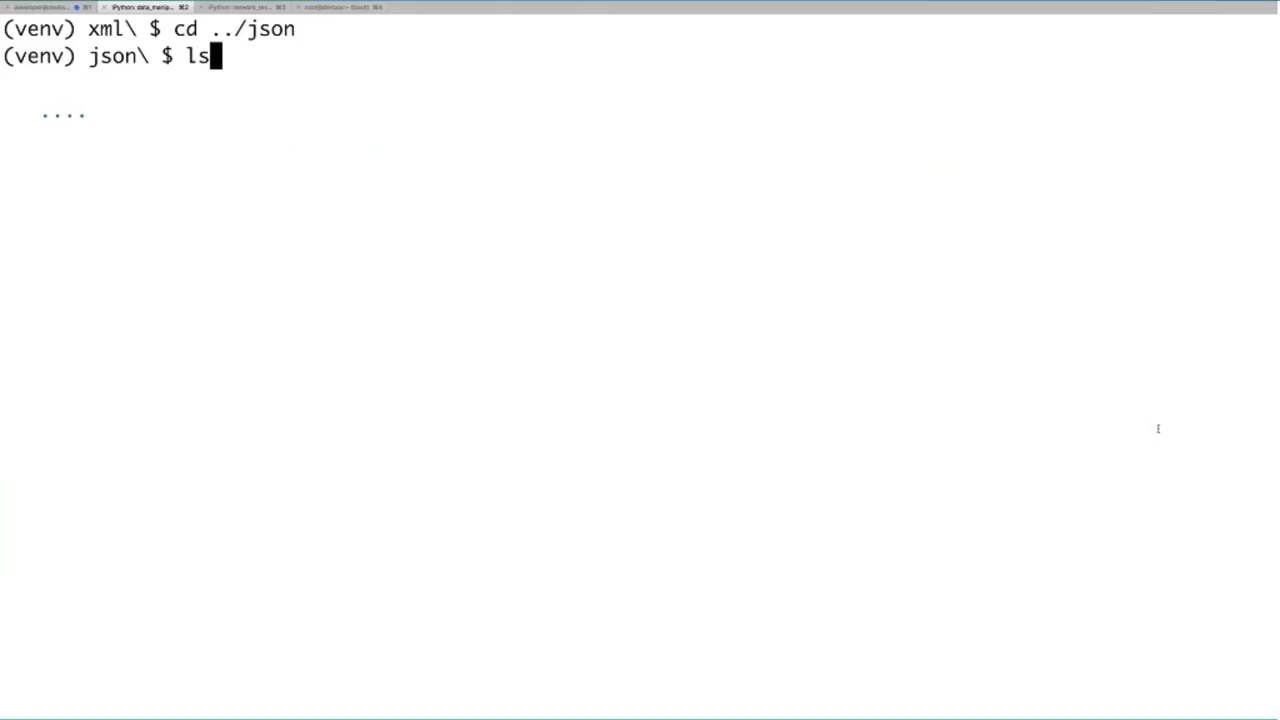 (venv) xml\ $ cd ../json
(venv) json\ $ ls
....